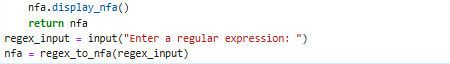 nfa.display_nfa()
return nfa
regex_input = input("Enter a regular expression: ")
nfa = regex_to_nfa(regex_input)